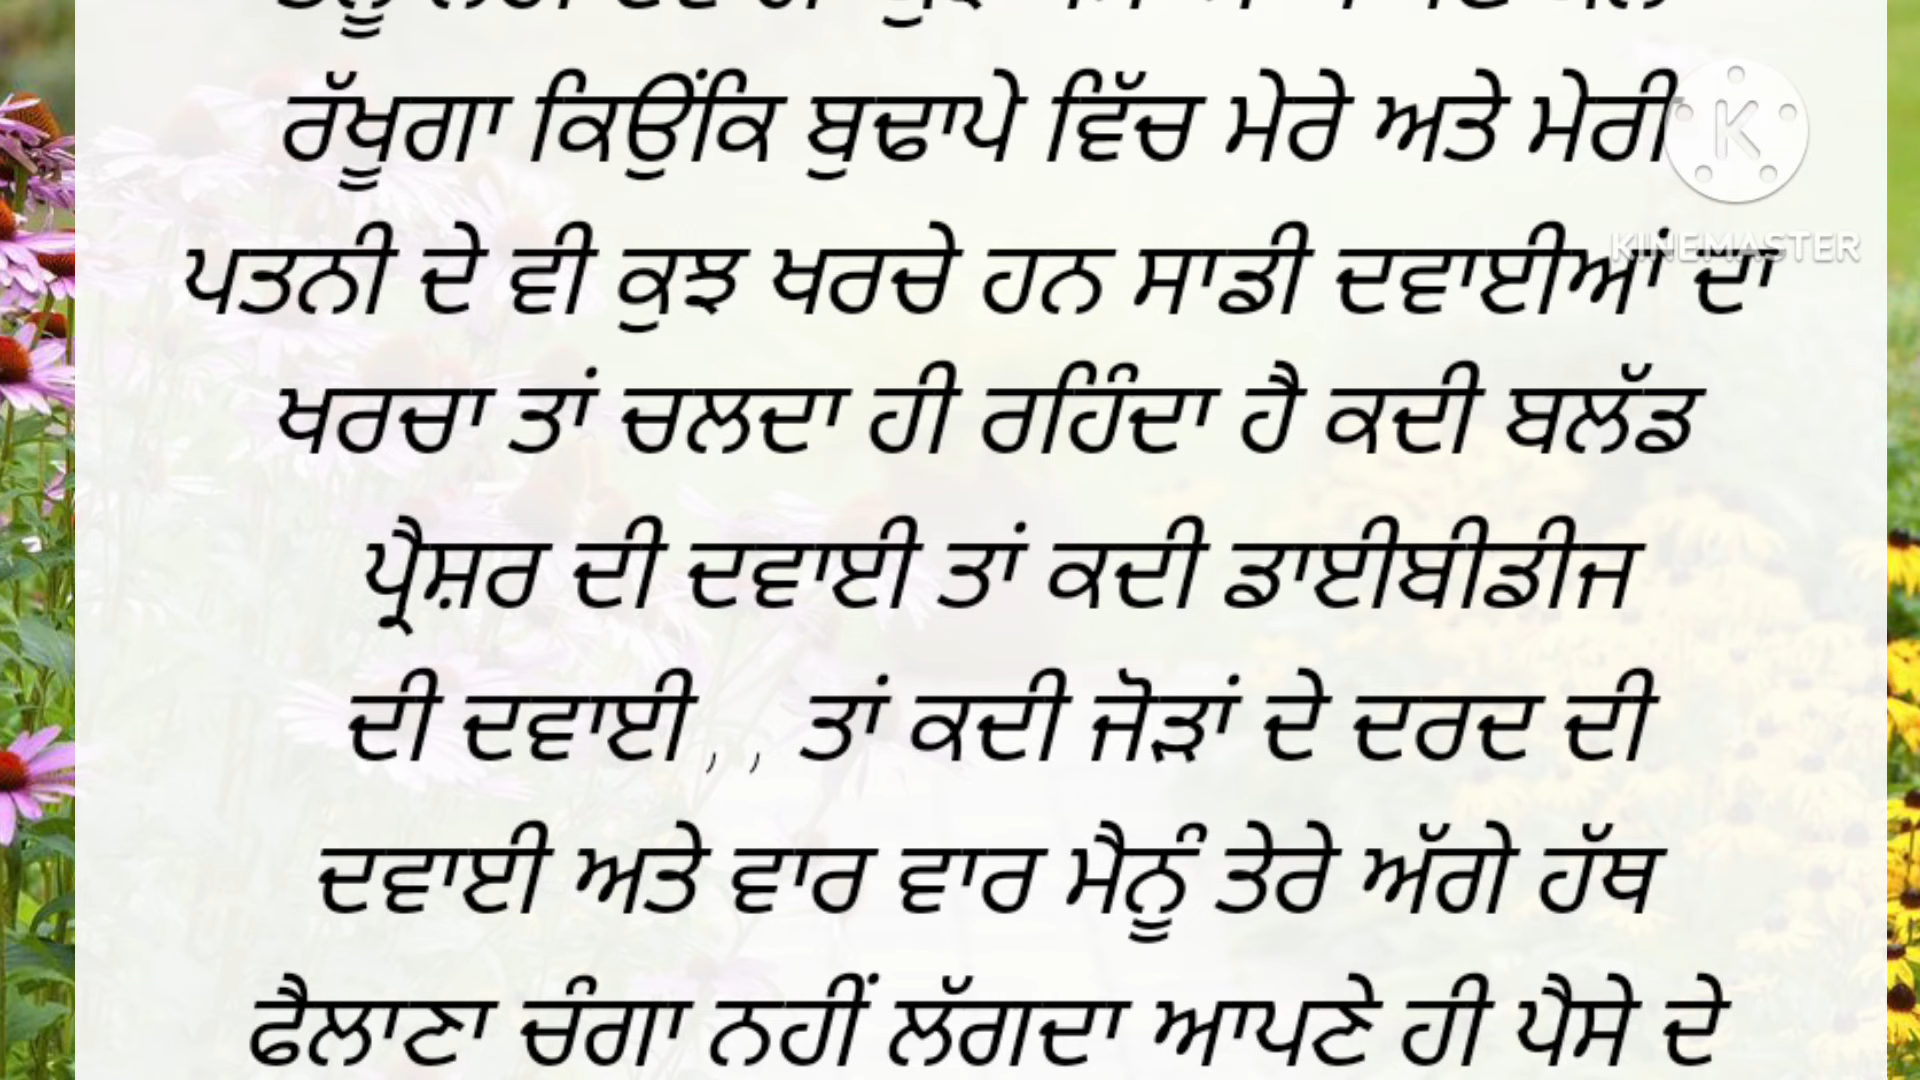 ਰੱਖੂਗਾ ਕਿਉਂਕਿ ਬੁਢਾਪੇ ਵਿੱਚ ਮੇਰੇ ਅਤੇ ਮੇਰੀ
ਪਤਨੀ ਦੇ ਵੀ ਕੁਝ ਖਰਚੇ ਹਨ ਸਾਡੀ ਦਵਾਈਆਂ ਦਾ
ਖਰਚਾ ਤਾਂ ਚਲਦਾ ਹੀ ਰਹਿੰਦਾ ਹੈ ਕਦੀ ਬਲੱਡ
ਪ੍ਰੈਸ਼ਰ ਦੀ ਦਵਾਈ ਤਾਂ ਕਦੀ ਡਾਈਬੀਡੀਜ
ਦੀ ਦਵਾਈ , , ਤਾਂ ਕਦੀ ਜੋੜਾਂ ਦੇ ਦਰਦ ਦੀ
ਦਵਾਈ ਅਤੇ ਵਾਰ ਵਾਰ ਮੈਨੂੰ ਤੇਰੇ ਅੱਗੇ ਹੱਥ
ਫੈਲਾਣਾ ਚੰਗਾ ਨਹੀਂ ਲੱਗਦਾ ਆਪਣੇ ਹੀ ਪੈਸੇ ਦੇ
K
KINEMASTER